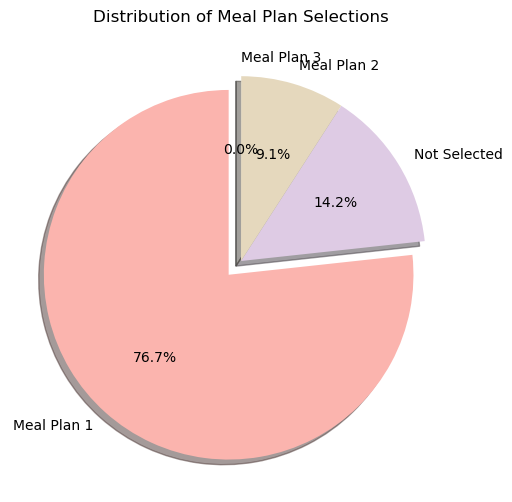 Distribution of Meal Plan Selections
Meal Plan 3
Meal Plan 2
0.0%
9.1%
Not Selected
14.2%
76.7%
Meal Plan 1